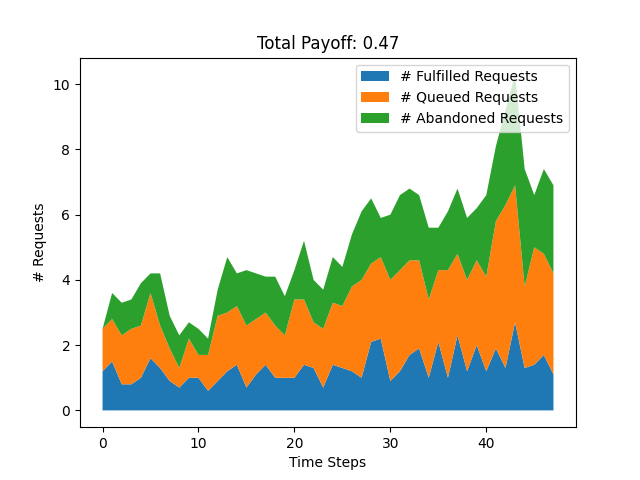 Total Payoff: 0.47
# Fulfilled Requests
# Queued Requests
# Abandoned Requests
# Requests
10
8
6
4
2
0
0 10 20 30 40
Time Steps